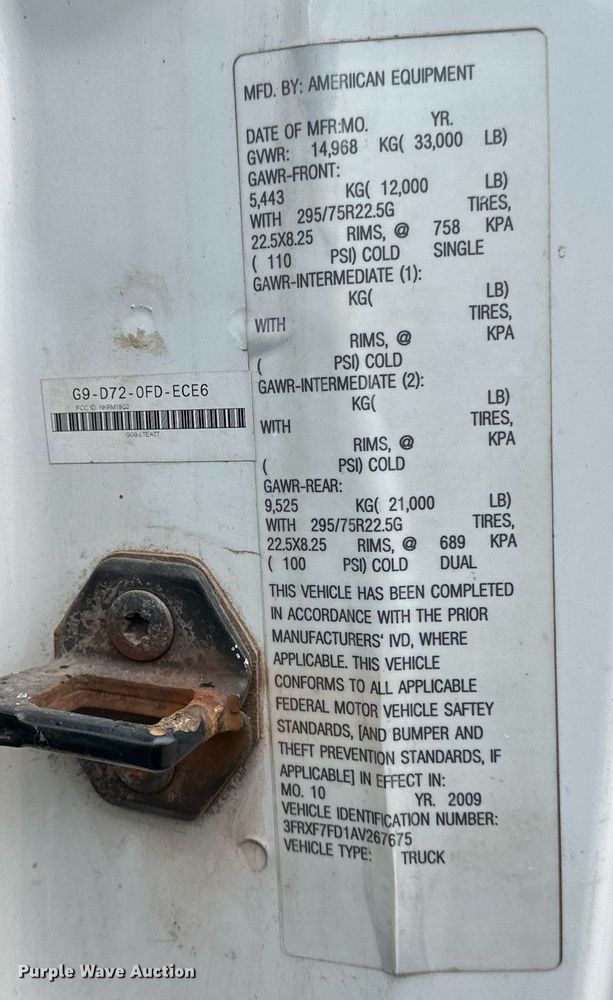 MFD. BY: AMERIICAN EQUIPMENT
DATE OF MFR:MO. YR.
GVWR: 14,968 KG( 33,000 LB)
GAWR-FRONT:
5,443 KG( 12,000 LB)
WITH 295/75R22.5G TIRES,
22.5X8.25 RIMS, @ 758 KPA
( 110 PSI) COLD SINGLE
GAWR-INTERMEDIATE (1):
KG( LB)
WITH TIRES,
RIMS, @ KPA
( PSI) COLD
GAWR-INTERMEDIATE (2):
KG( LB)
WITH TIRES,
RIMS, @ KPA
( PSI) COLD
GAWR-REAR:
9,525 KG( 21,000 LB)
WITH 295/75R22.5G TIRES,
22.5X8.25 RIMS, @ 689 KPA
( 100 PSI) COLD DUAL
THIS VEHICLE HAS BEEN COMPLETED
IN ACCORDANCE WITH THE PRIOR
MANUFACTURERS' IVD, WHERE
APPLICABLE. THIS VEHICLE
CONFORMS TO ALL APPLICABLE
FEDERAL MOTOR VEHICLE SAFTEY
STANDARDS, [AND BUMPER AND
THEFT PREVENTION STANDARDS, IF
APPLICABLE] IN EFFECT IN:
MO. 10 YR. 2009
VEHICLE IDENTIFICATION NUMBER:
3FRXF7FD1AV267675
VEHICLE TYPE: TRUCK
G9-D72-0FD-ECE6
FCC ID: NKRM18Q2
GO9-LTEATT
Purple Wave Auction